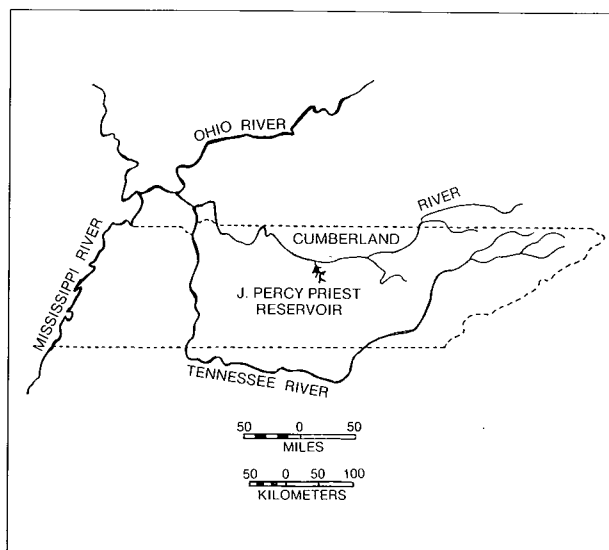 OHIO RIVER
RIVER
CUMBERLAND
MISSISSIPPI RIVER
J. PERCY PRIEST
RESERVOIR
TENNESSEE RIVER
50 0 50
MILES
50 0 50 100
KILOMETERS